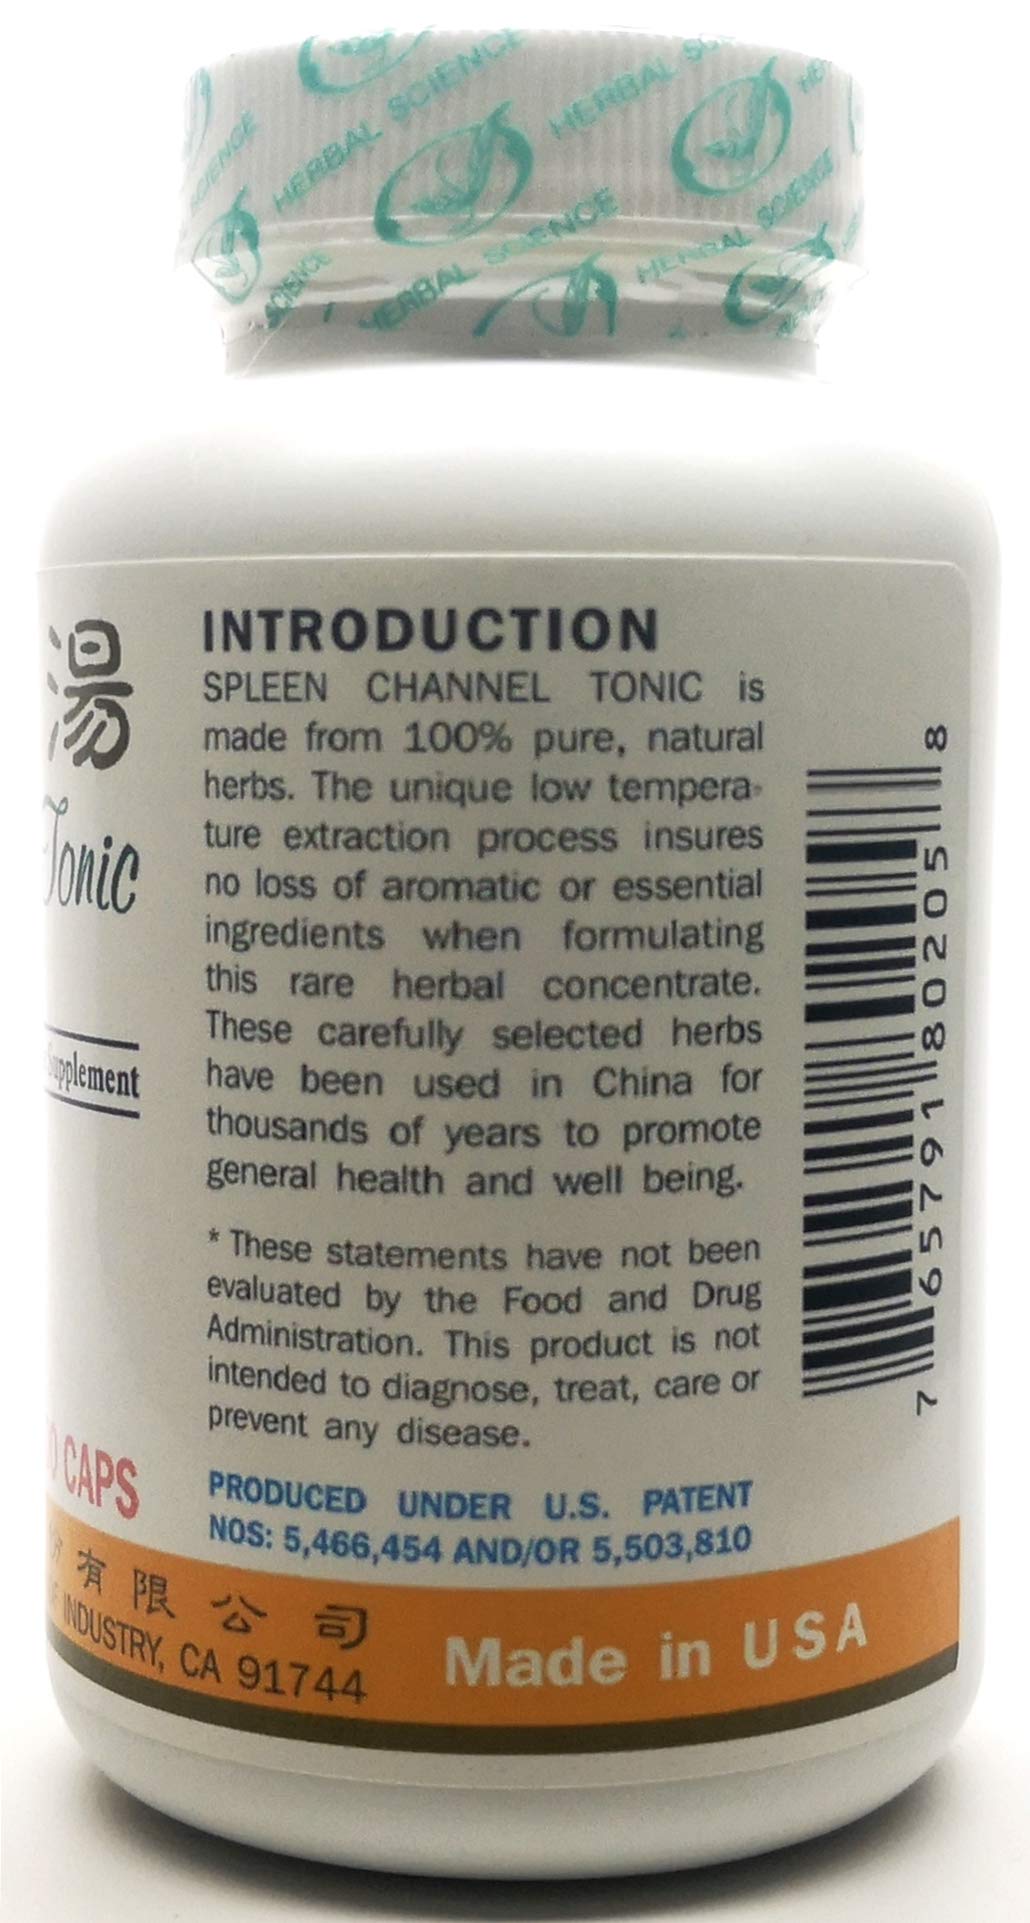 HERBAL SCIENCE
HERBAL SCIENCE
HERBAL SCIENCE
湯
Tonic
Supplement
CAPS
INTRODUCTION
SPLEEN CHANNEL TONIC is
made from 100% pure, natural
herbs. The unique low tempera-
ture extraction process insures
no loss of aromatic or essential
ingredients when formulating
this rare herbal concentrate.
These carefully selected herbs
have been used in China for
thousands of years to promote
general health and well being.
* These statements have not been
evaluated by the Food and Drug
Administration. This product is not
intended to diagnose, treat, care or
prevent any disease.
PRODUCED UNDER U.S. PATENT
NOS: 5,466,454 AND/OR 5,503,810
有限公司
INDUSTRY, CA 91744
Made in USA
7 65791 80205 8